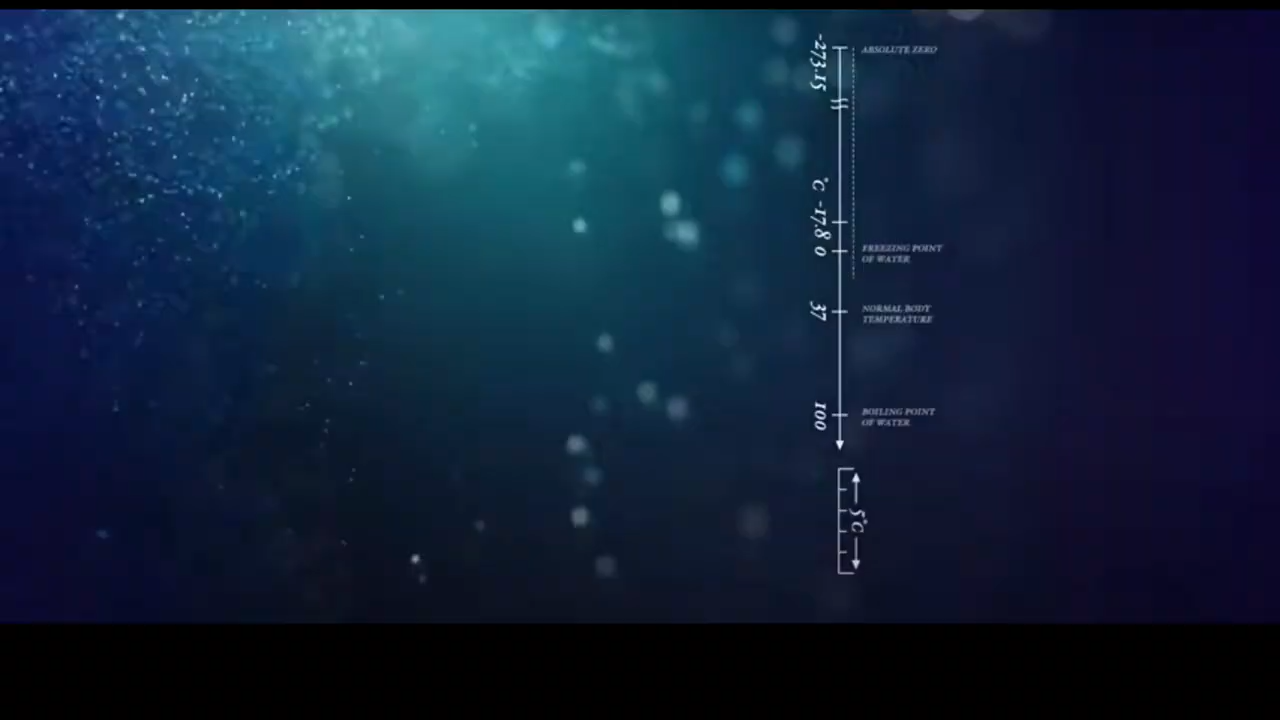 -273.15
ABSOLUTE ZERO
°C
-17.8
0
FREEZING POINT
OF WATER
37
NORMAL BODY
TEMPERATURE
100
BOILING POINT
OF WATER
5°C